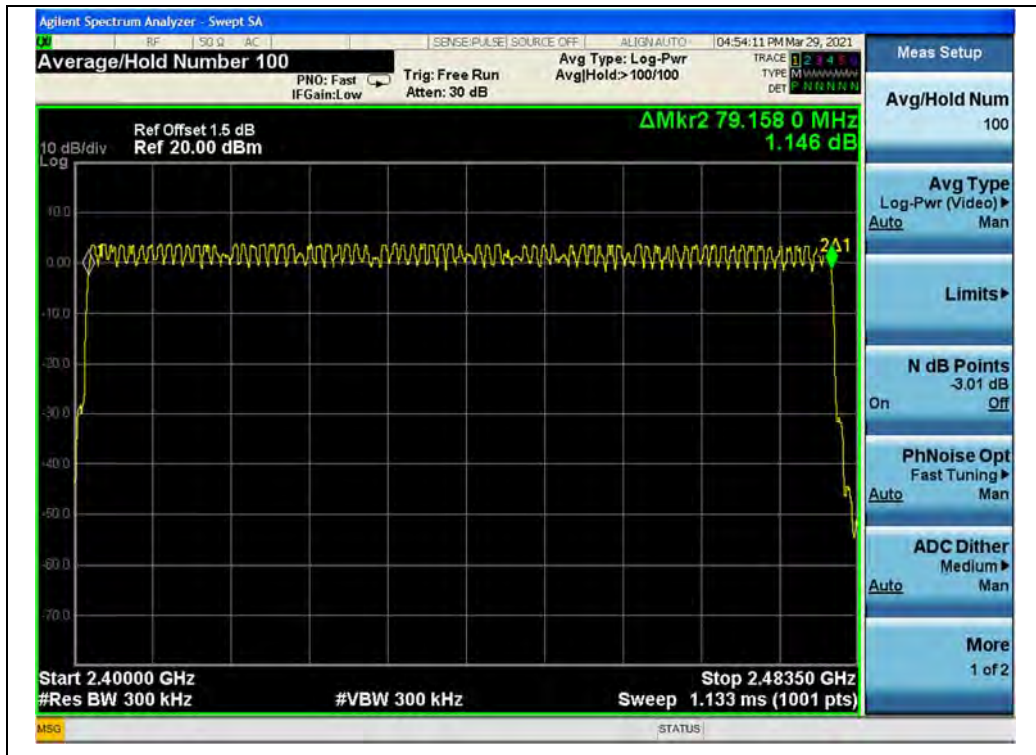 Agilent Spectrum Analyzer - Swept SA
RF 50 Ω AC SENSE:PULSE SOURCE OFF ALIGN AUTO 04:54:11 PM Mar 29, 2021
Average/Hold Number 100
PNO: Fast
IFGain:Low
Trig: Free Run
Atten: 30 dB
Avg Type: Log-Pwr
Avg|Hold:> 100/100
TRACE 1 2 3 4 5 6
TYPE M
DET P N N N N N
ΔMkr2 79.158 0 MHz
1.146 dB
Ref Offset 1.5 dB
10 dB/div Ref 20.00 dBm
Log
10.0
0.00
-10.0
-20.0
-30.0
-40.0
-50.0
-60.0
-70.0
2Δ1
Start 2.40000 GHz Stop 2.48350 GHz
#Res BW 300 kHz #VBW 300 kHz Sweep 1.133 ms (1001 pts)
MSG STATUS
Meas Setup
Avg/Hold Num
100
Avg Type
Log-Pwr (Video)
Auto Man
Limits
N dB Points
-3.01 dB
On Off
PhNoise Opt
Fast Tuning
Auto Man
ADC Dither
Medium
Auto Man
More
1 of 2